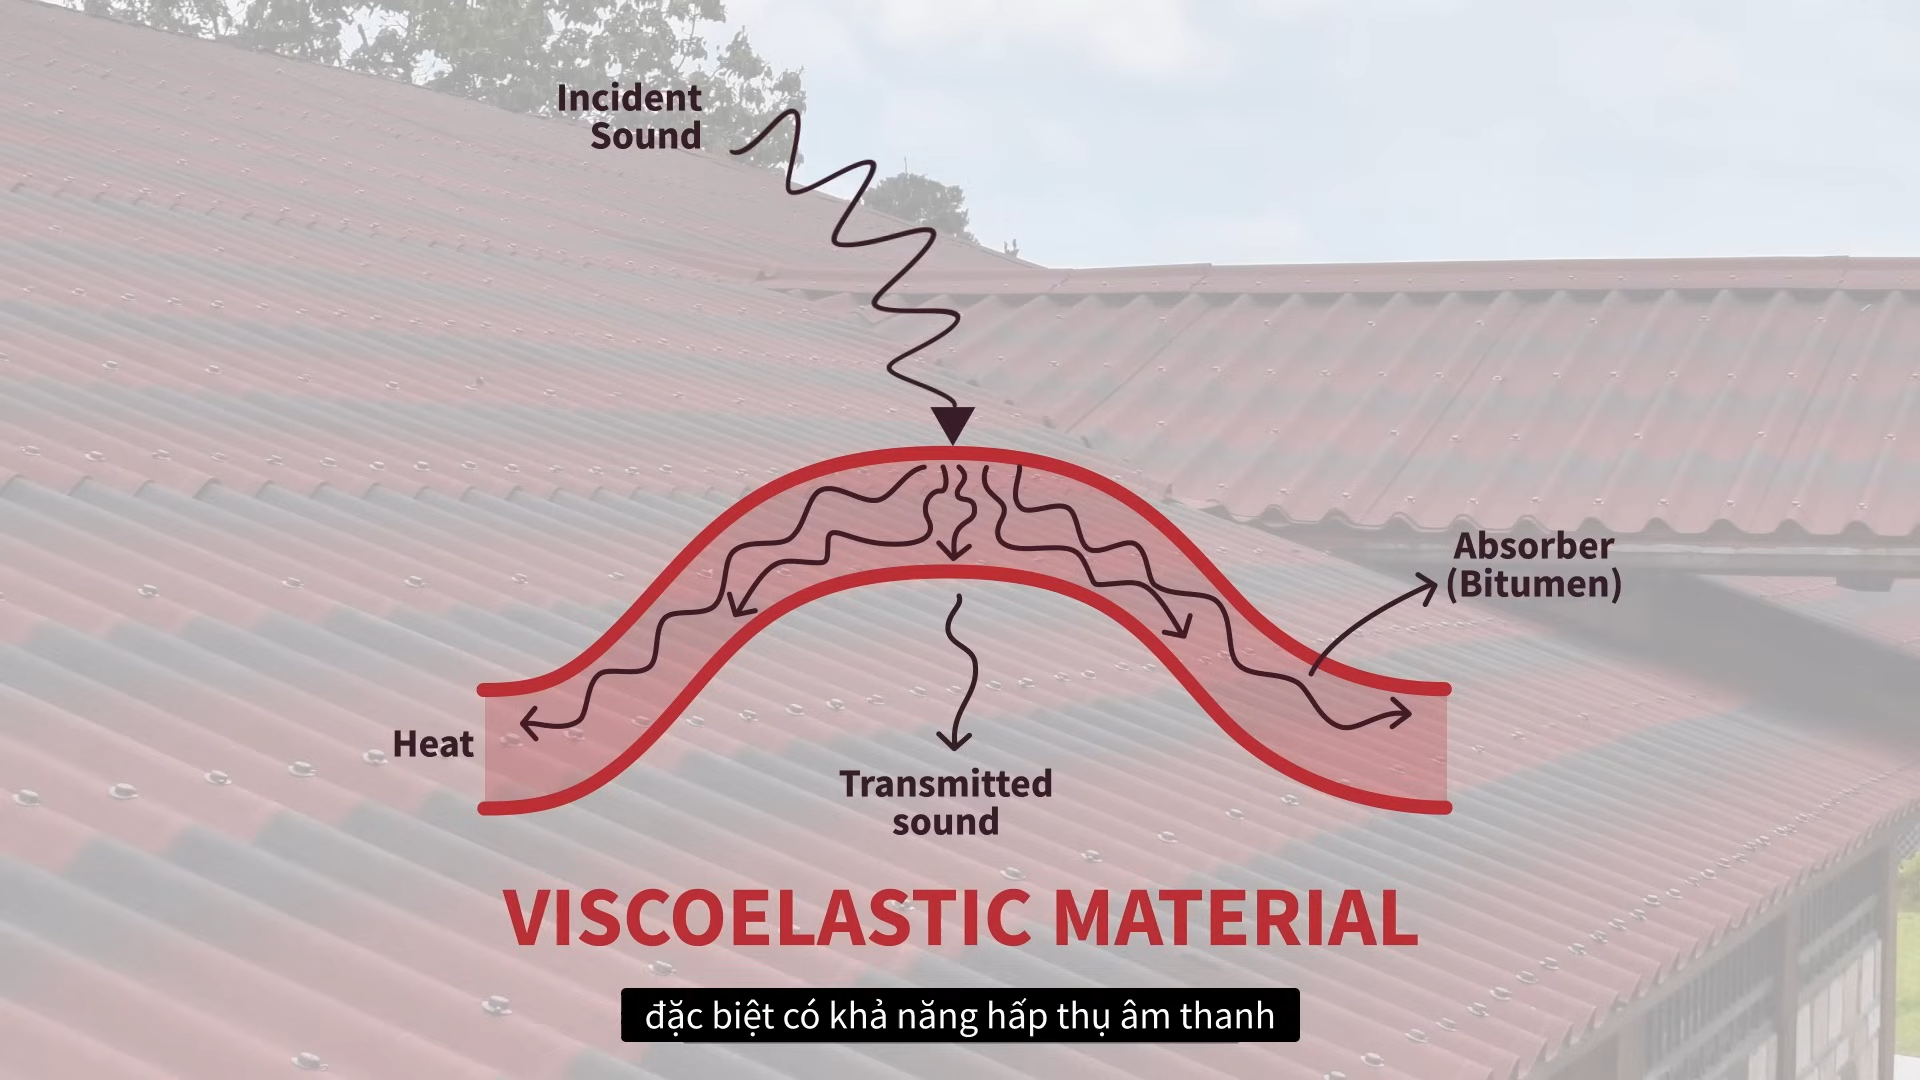 Incident
Sound
Absorber
(Bitumen)
Heat
Transmitted
sound
VISCOELASTIC MATERIAL
đặc biệt có khả năng hấp thụ âm thanh